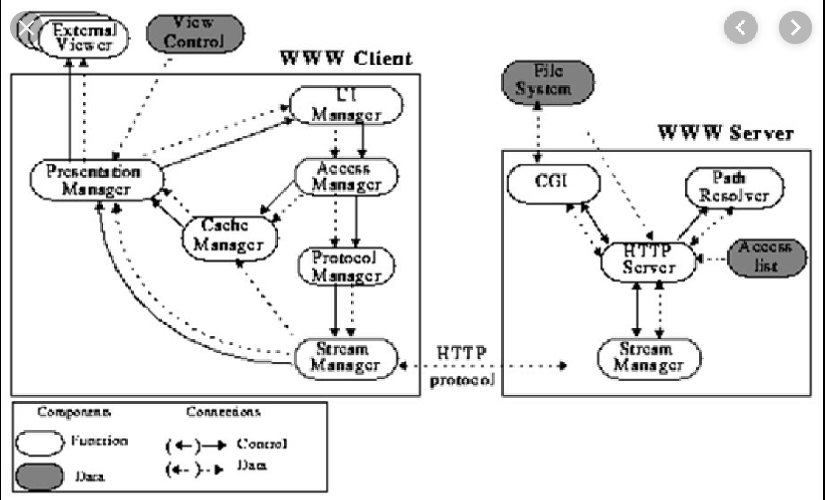 External
Viewer
View
Control
WWW Client
UI
Manager
File
System
WWW Server
Presentation
Manager
Access
Manager
CGI
Path
Resolver
Cache
Manager
Protocol
Manager
HTTP
Server
Access
list
Stream
Manager
HTTP
protocol
Stream
Manager
Components
Connections
Function
Control
Data
Data